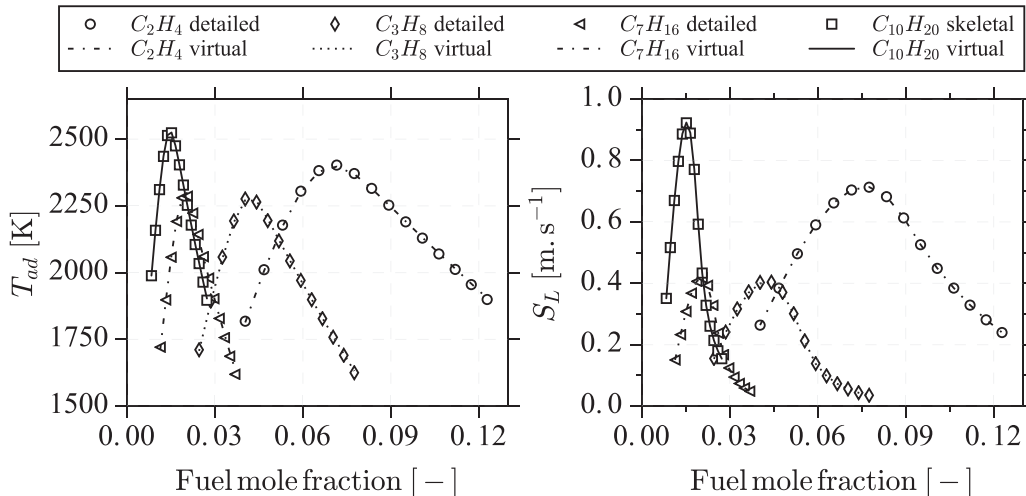 C₂H₄ detailed C₃H₈ detailed C₇H₁₆ detailed C₁₀H₂₀ skeletal
C₂H₄ virtual C₃H₈ virtual C₇H₁₆ virtual C₁₀H₂₀ virtual
T_ad [K]
2500
2250
2000
1750
1500
0.00 0.03 0.06 0.09 0.12
Fuel mole fraction [−]
S_L [m.s⁻¹]
1.0
0.8
0.6
0.4
0.2
0.0
0.00 0.03 0.06 0.09 0.12
Fuel mole fraction [−]